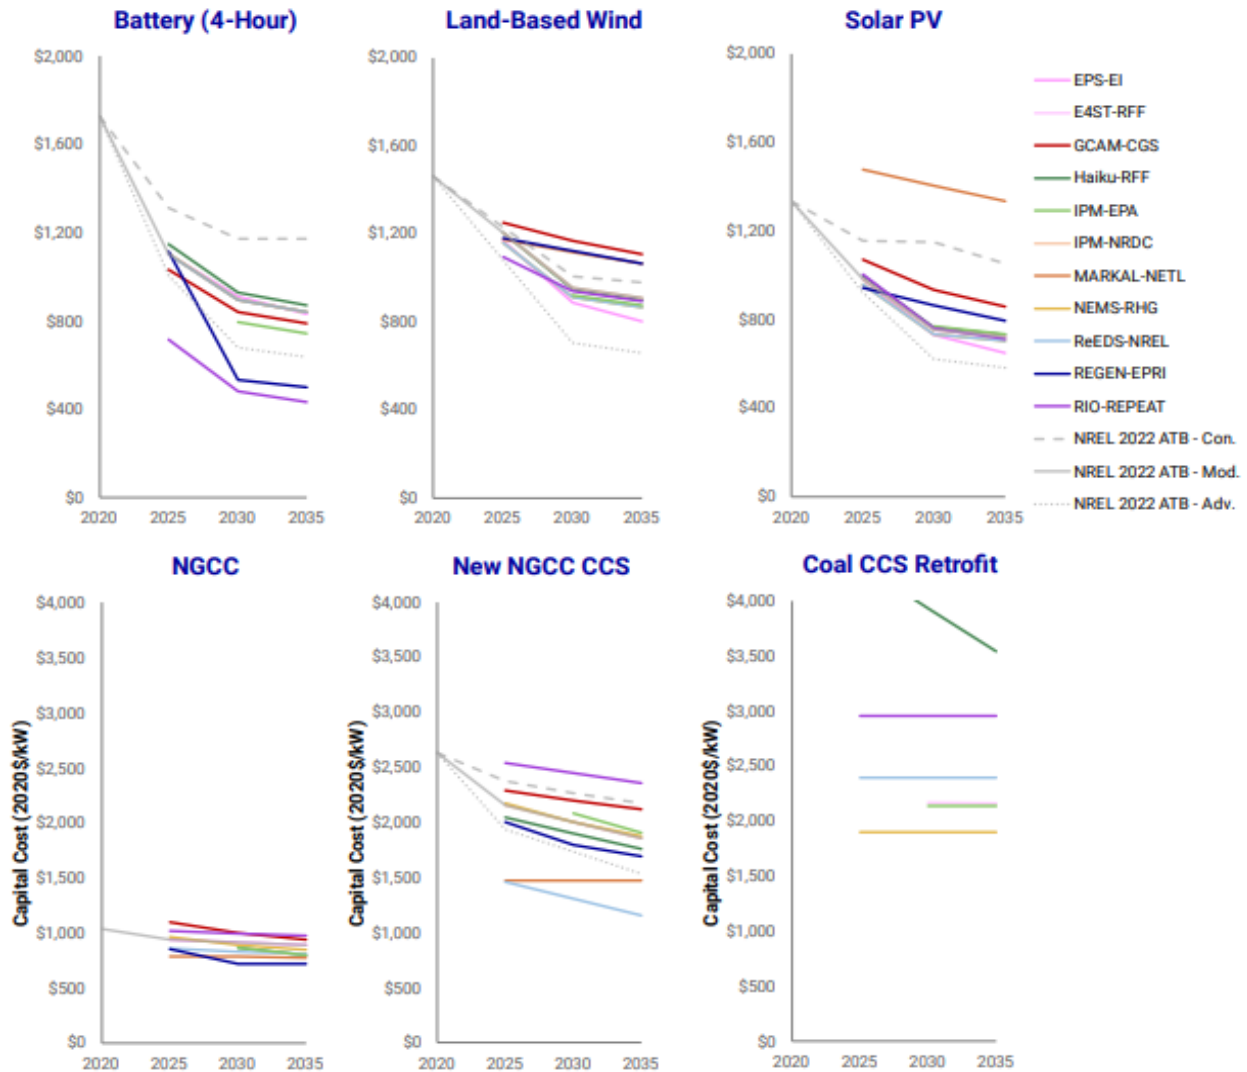 Battery (4-Hour)
Land-Based Wind
Solar PV
$2,000
$1,600
$1,200
$800
$400
$0
2020 2025 2030 2035
$2,000
$1,600
$1,200
$800
$400
$0
2020 2025 2030 2035
$2,000
$1,600
$1,200
$800
$400
$0
2020 2025 2030 2035
EPS-EI
E4ST-RFF
GCAM-CGS
Haiku-RFF
IPM-EPA
IPM-NRDC
MARKAL-NETL
NEMS-RHG
ReEDS-NREL
REGEN-EPRI
RIO-REPEAT
NREL 2022 ATB - Con.
NREL 2022 ATB - Mod.
NREL 2022 ATB - Adv.
NGCC
New NGCC CCS
Coal CCS Retrofit
Capital Cost (2020$/kW)
$4,000
$3,500
$3,000
$2,500
$2,000
$1,500
$1,000
$500
$0
2020 2025 2030 2035
Capital Cost (2020$/kW)
$4,000
$3,500
$3,000
$2,500
$2,000
$1,500
$1,000
$500
$0
2020 2025 2030 2035
Capital Cost (2020$/kW)
$4,000
$3,500
$3,000
$2,500
$2,000
$1,500
$1,000
$500
$0
2020 2025 2030 2035